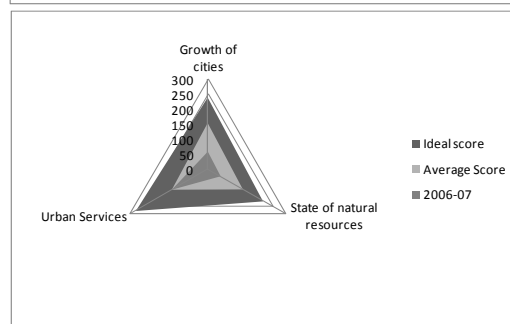 Growth of
cities
300
250
200
150
100
50
0
Urban Services
State of natural
resources
Ideal score
Average Score
2006-07